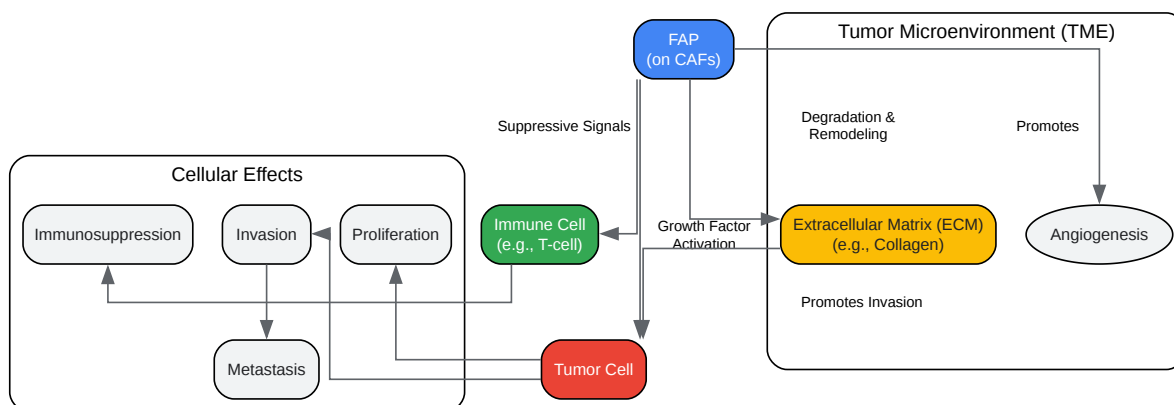 FAP
(on CAFs)
Tumor Microenvironment (TME)
Suppressive Signals
Degradation &
Remodeling
Promotes
Cellular Effects
Immunosuppression
Invasion
Proliferation
Immune Cell
(e.g., T-cell)
Growth Factor
Activation
Extracellular Matrix (ECM)
(e.g., Collagen)
Angiogenesis
Promotes Invasion
Metastasis
Tumor Cell